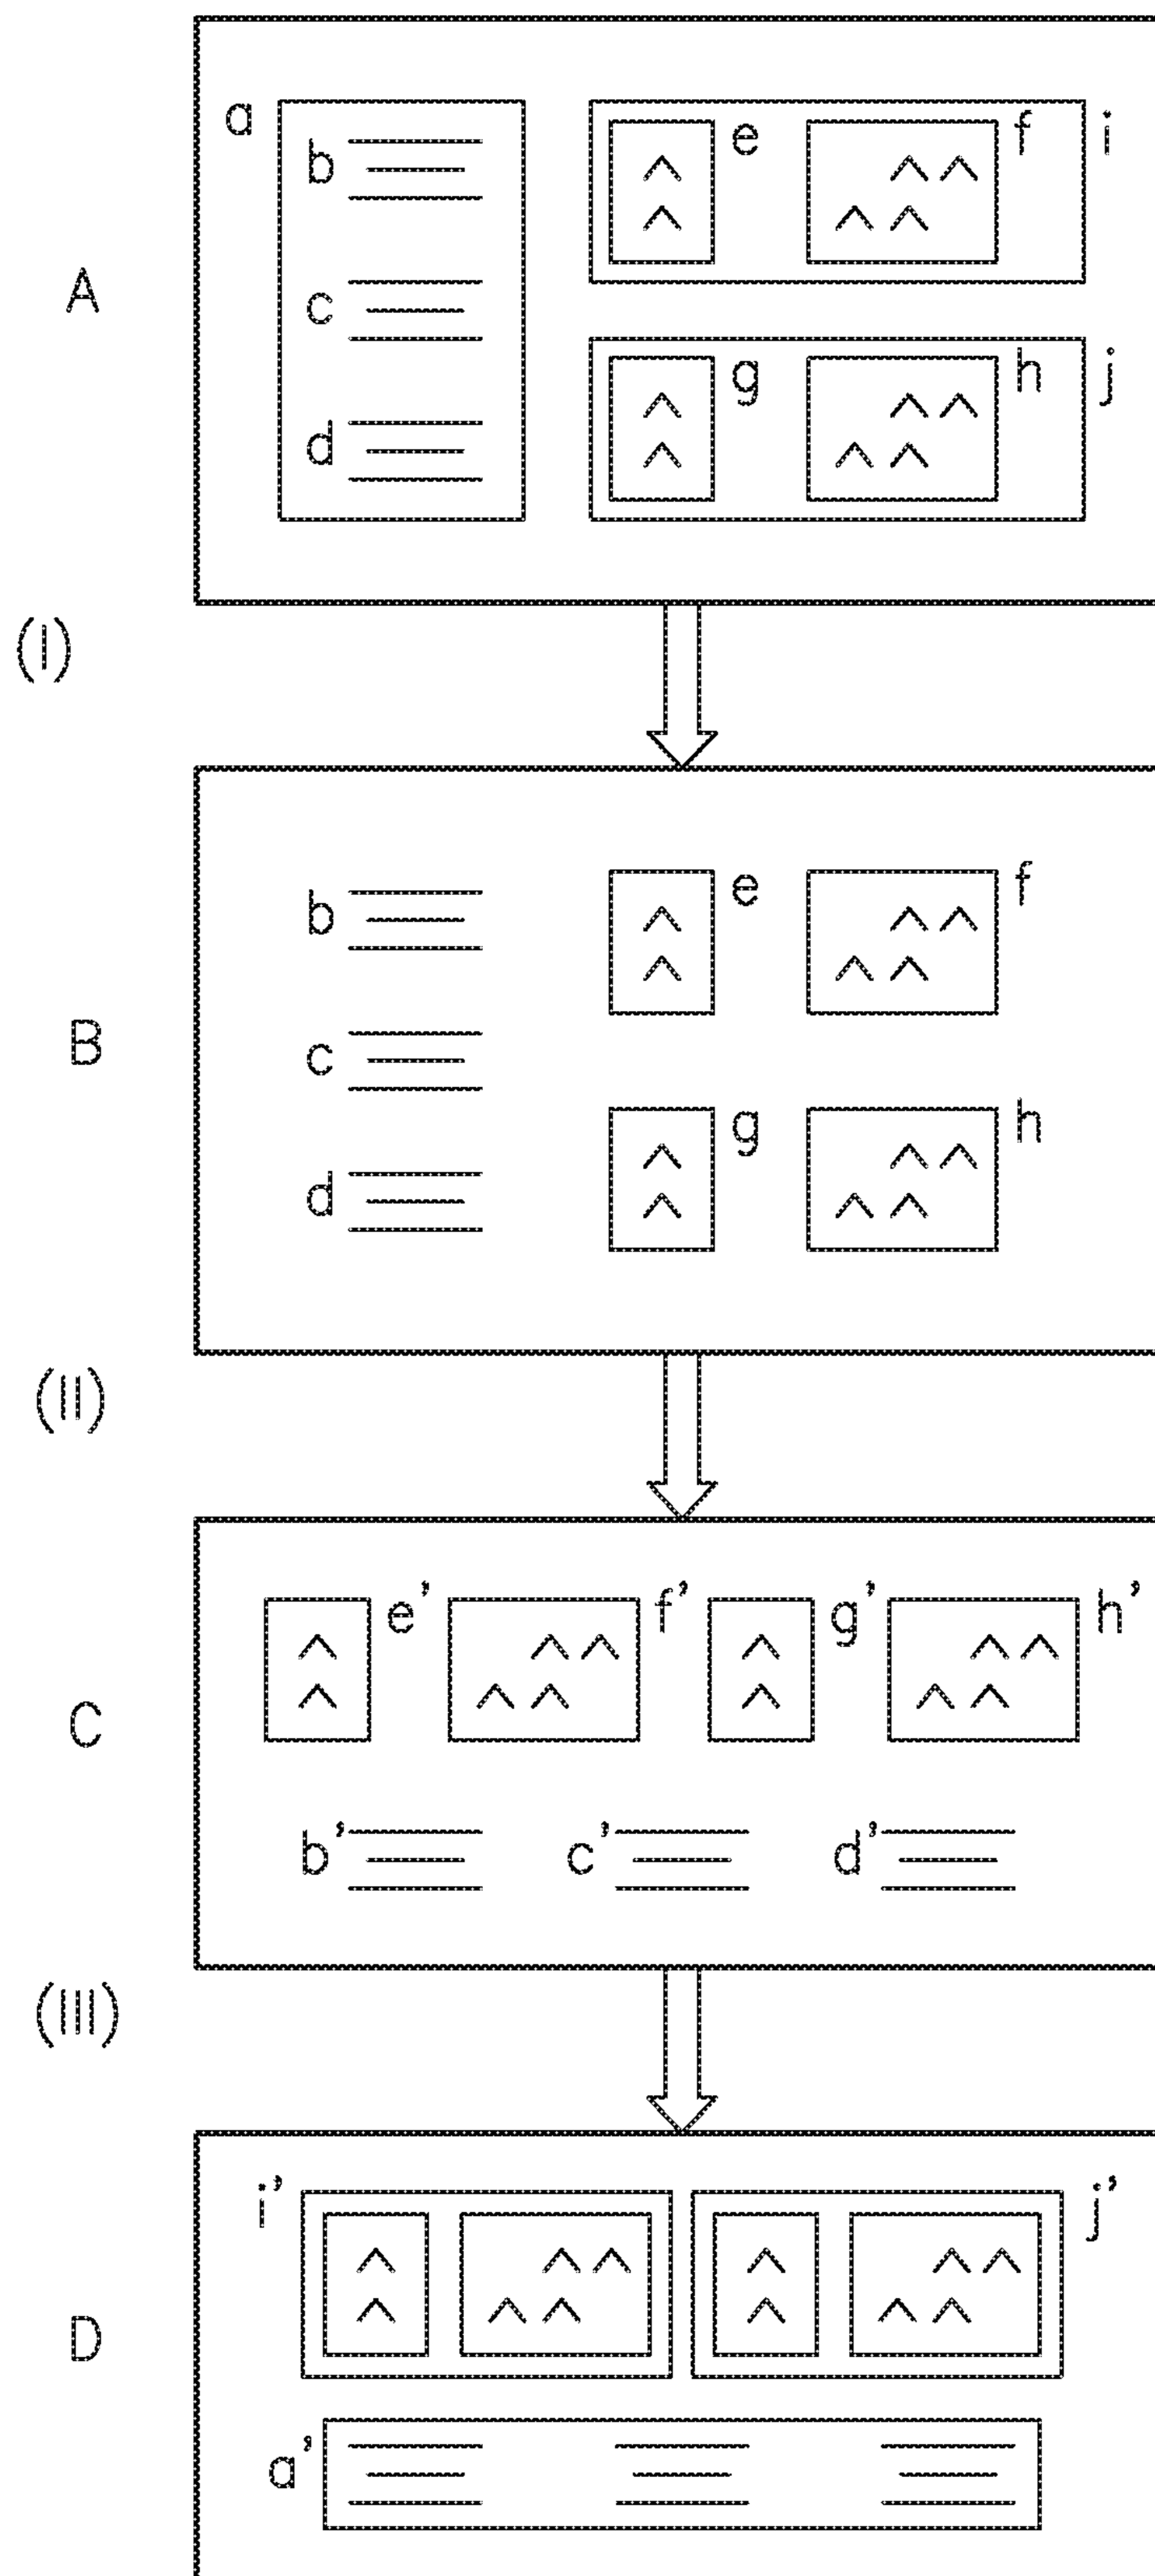 a
b
e
f
i
A
c
g
h
j
d
(I)
b
e
f
B
c
g
h
d
(II)
e'
f'
g'
h'
C
b'
c'
d'
(III)
i'
j'
D
a'